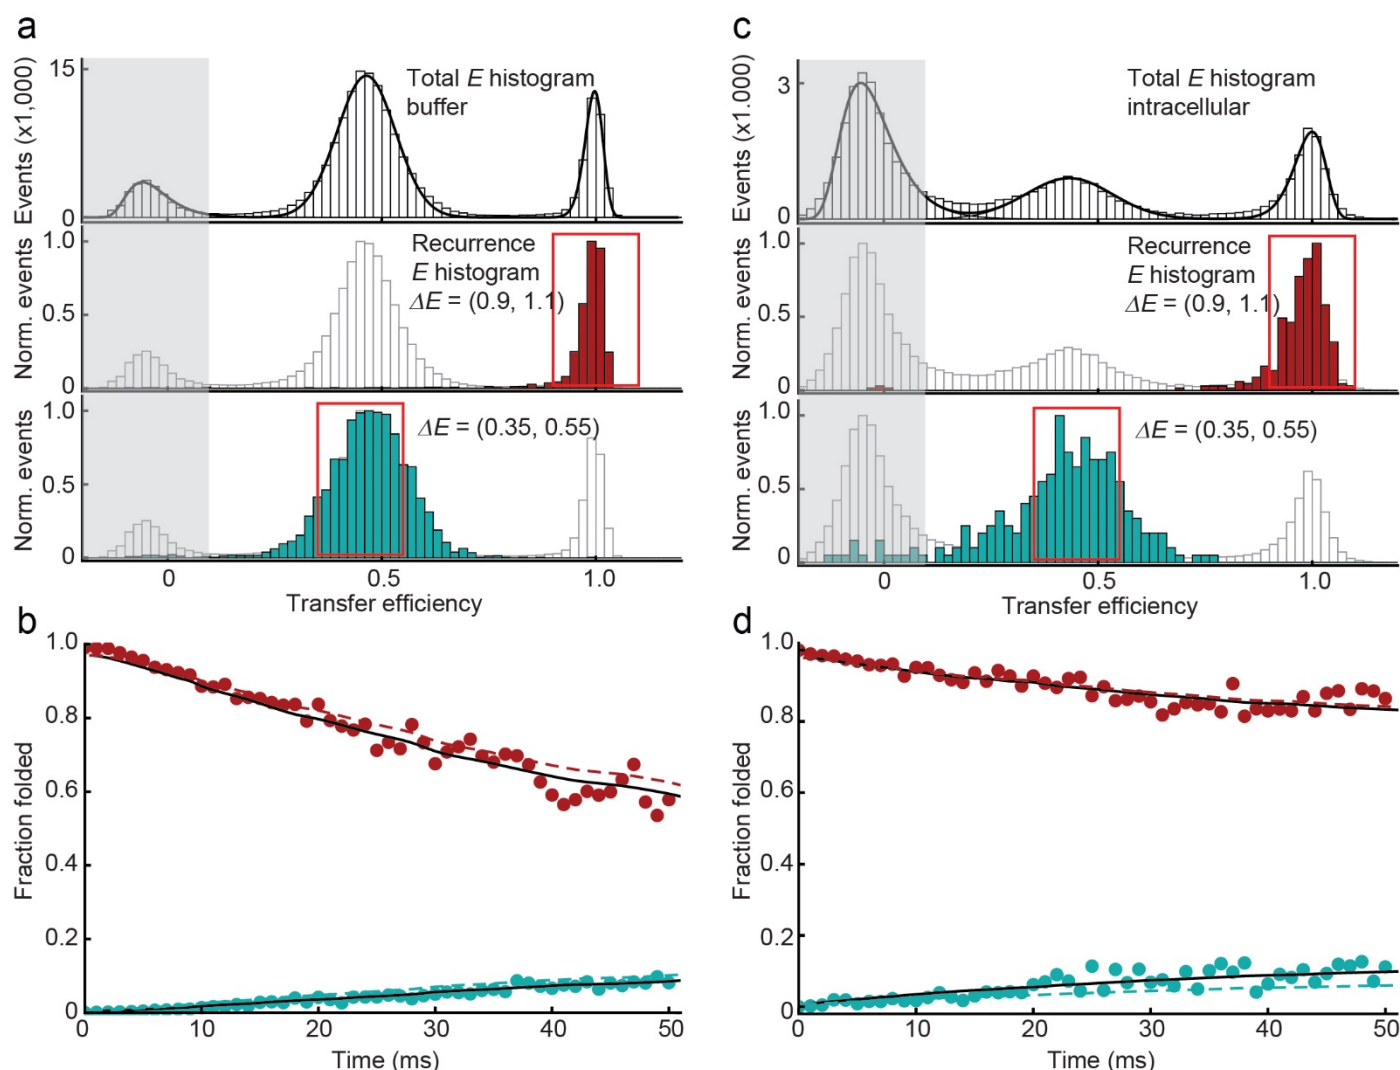 a
15
0
Events (x1,000)
Total E histogram
buffer
1.0
0.5
0
Norm. events
Recurrence
E histogram
ΔE = (0.9, 1.1)
1.0
0.5
0
Norm. events
ΔE = (0.35, 0.55)
0
0.5
1.0
Transfer efficiency
c
3
0
Events (x1.000)
Total E histogram
intracellular
1.0
0.5
0
Norm. events
Recurrence
E histogram
ΔE = (0.9, 1.1)
1.0
0.5
0
Norm. events
ΔE = (0.35, 0.55)
0
0.5
1.0
Transfer efficiency
b
1.0
0.8
0.6
0.4
0.2
0
Fraction folded
0
10
20
30
40
50
Time (ms)
d
1.0
0.8
0.6
0.4
0.2
0
Fraction folded
0
10
20
30
40
50
Time (ms)